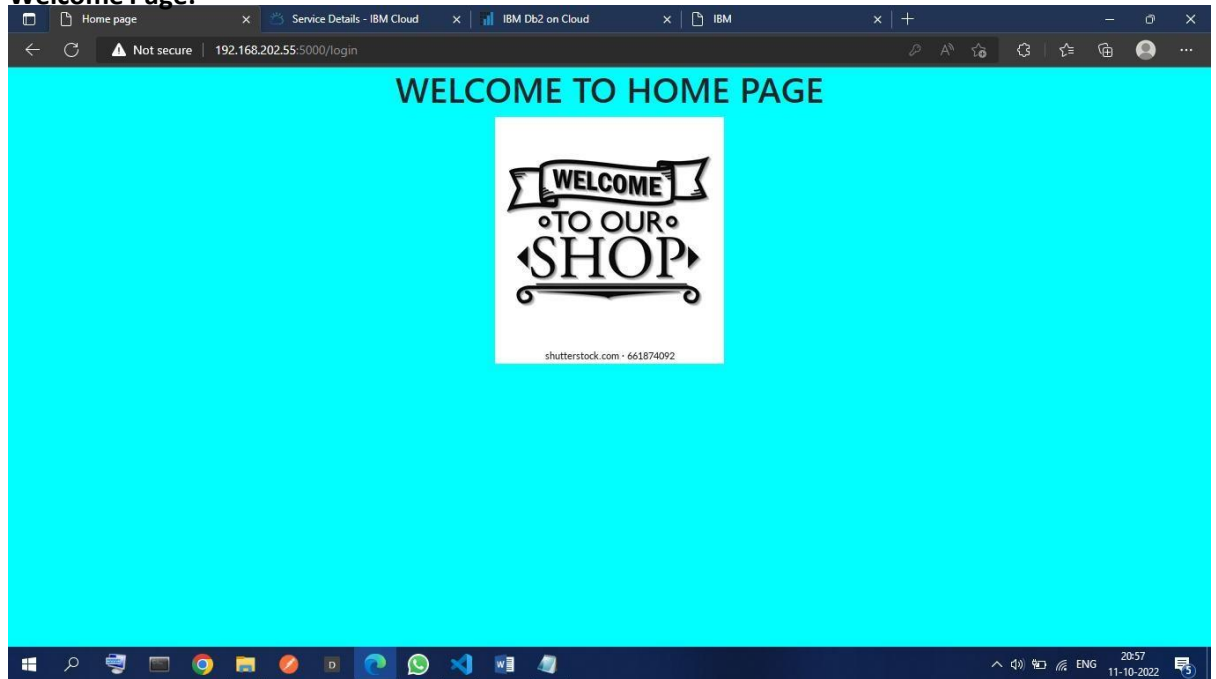 Welcome Page:
Home page
Service Details - IBM Cloud
IBM Db2 on Cloud
IBM
Not secure
192.168.202.55:5000/login
WELCOME TO HOME PAGE
WELCOME
TO OUR
SHOP
shutterstock.com · 661874092
ENG
20:57
11-10-2022
5